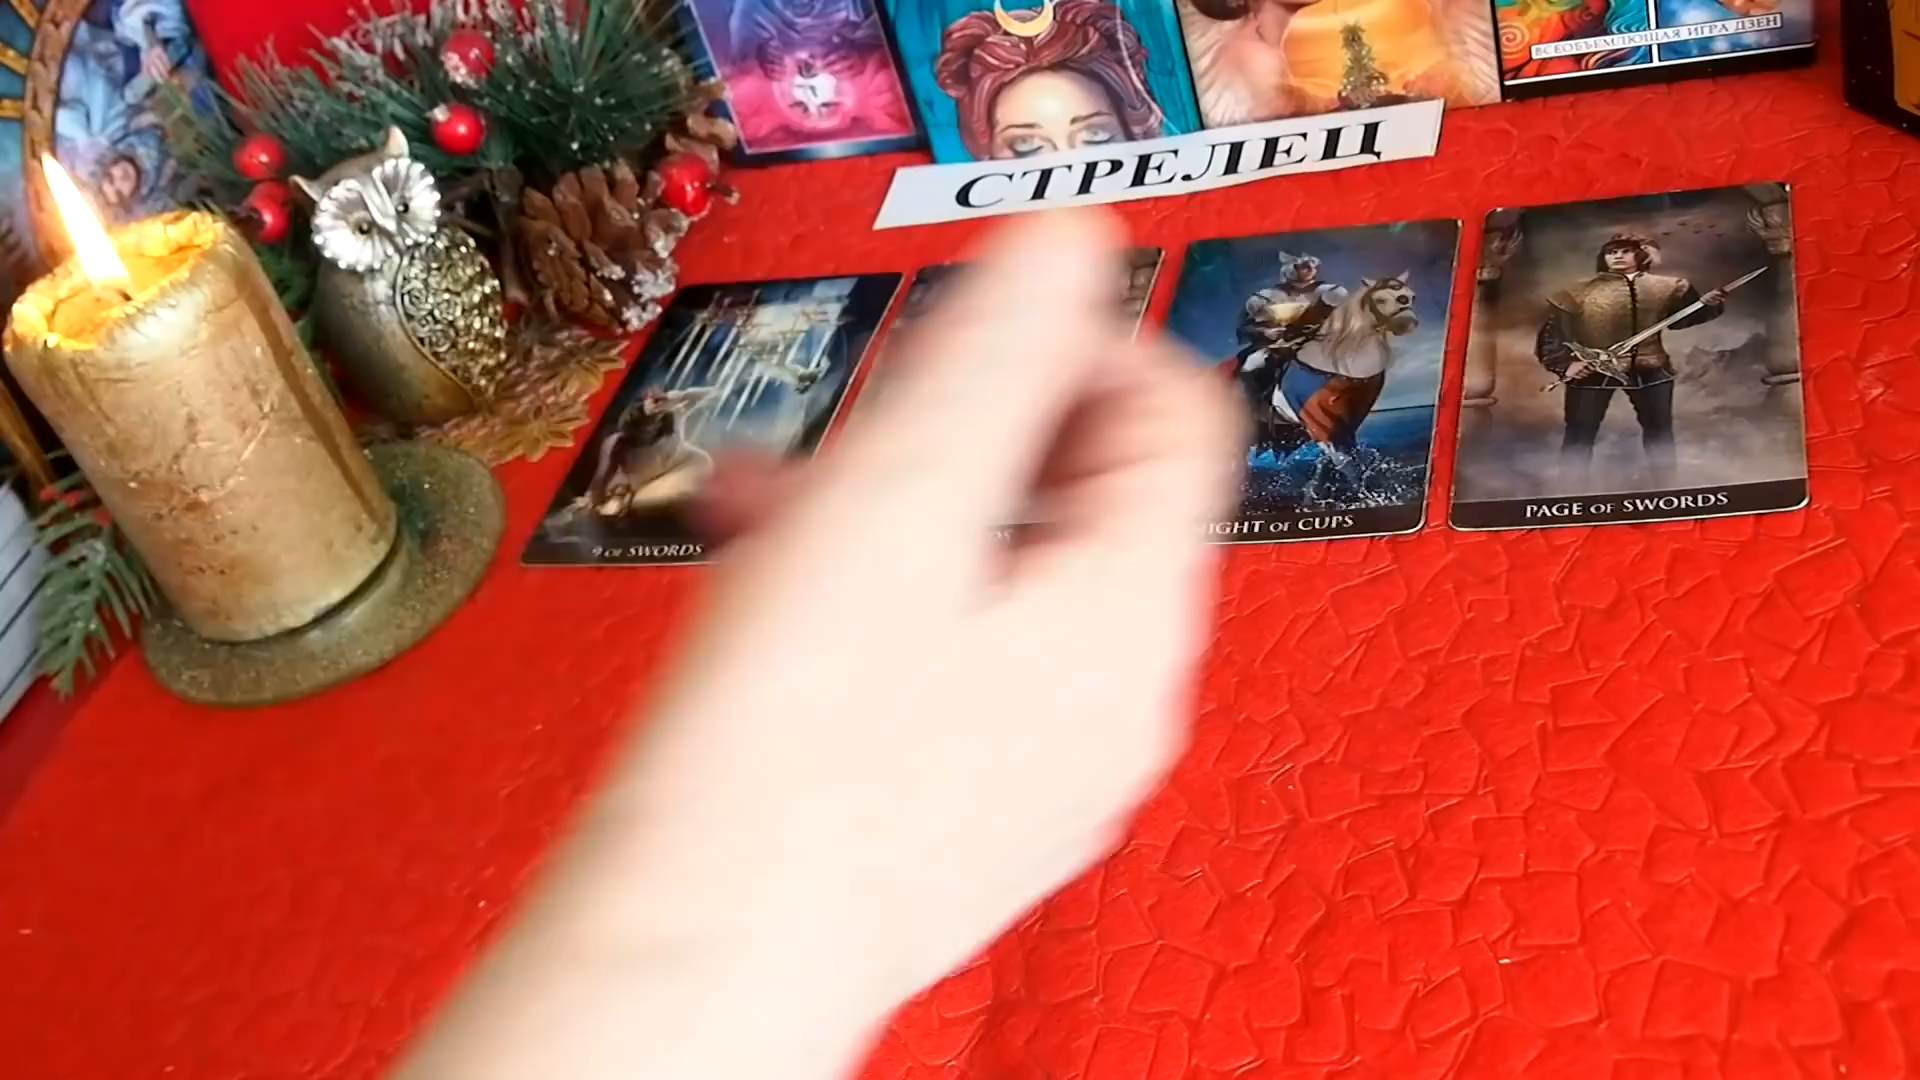 ВСЕОБЪЕМЛЮЩАЯ ИГРА ДЗЕН
СТРЕЛЕЦ
9 OF SWORDS
KNIGHT OF CUPS
PAGE OF SWORDS